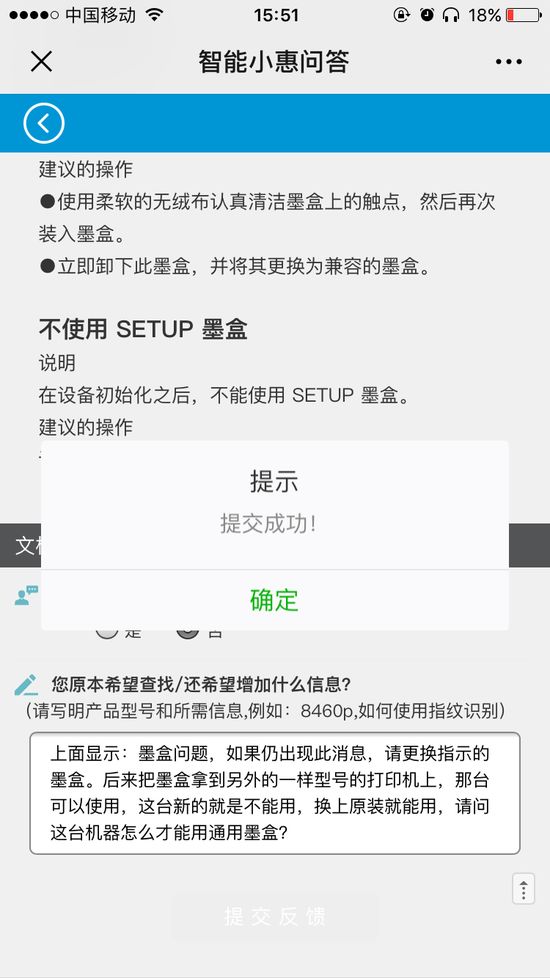 中国移动
15:51
18%
智能小惠问答
建议的操作
●使用柔软的无绒布认真清洁墨盒上的触点，然后再次
装入墨盒。
●立即卸下此墨盒，并将其更换为兼容的墨盒。
不使用 SETUP 墨盒
说明
在设备初始化之后，不能使用 SETUP 墨盒。
建议的操作
提示
提交成功！
文
确定
是
否
您原本希望查找/还希望增加什么信息?
(请写明产品型号和所需信息,例如：8460p,如何使用指纹识别)
上面显示：墨盒问题，如果仍出现此消息，请更换指示的
墨盒。后来把墨盒拿到另外的一样型号的打印机上，那台
可以使用，这台新的就是不能用，换上原装就能用，请问
这台机器怎么才能用通用墨盒?
提交反馈